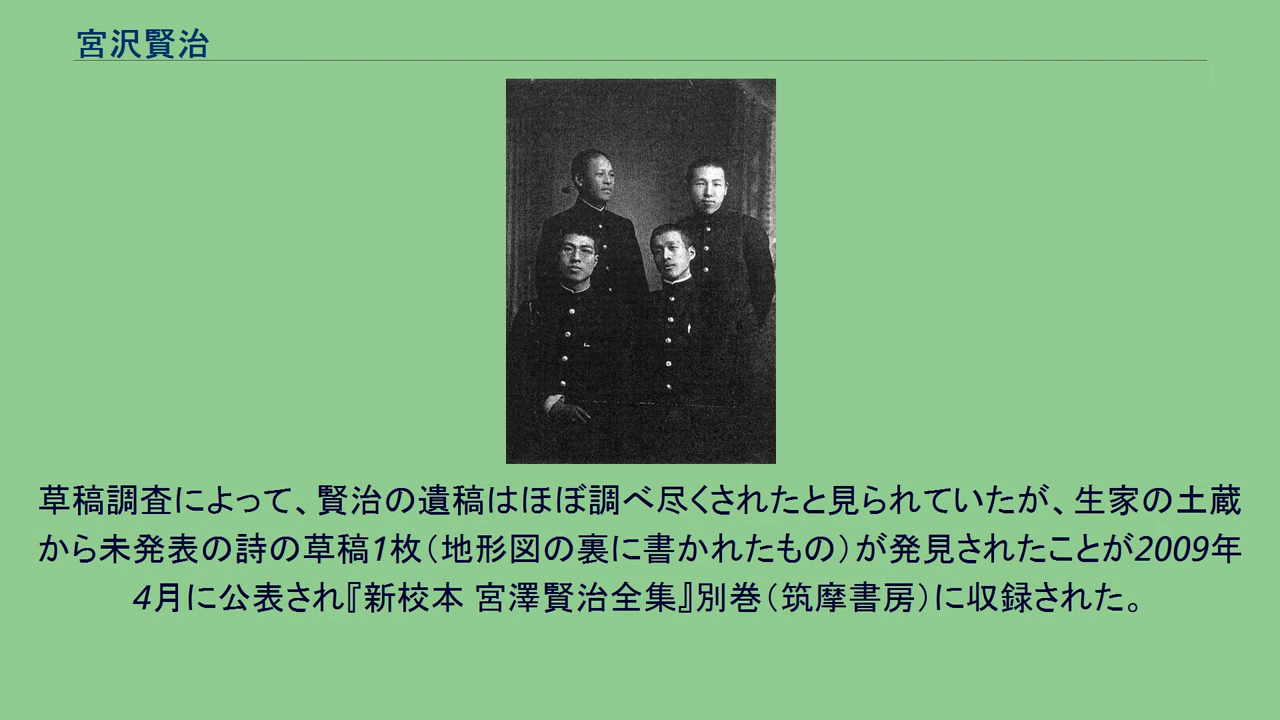 宮沢賢治
草稿調査によって、賢治の遺稿はほぼ調べ尽くされたと見られていたが、生家の土蔵
から未発表の詩の草稿1枚（地形図の裏に書かれたもの）が発見されたことが2009年
4月に公表され『新校本 宮澤賢治全集』別巻（筑摩書房）に収録された。